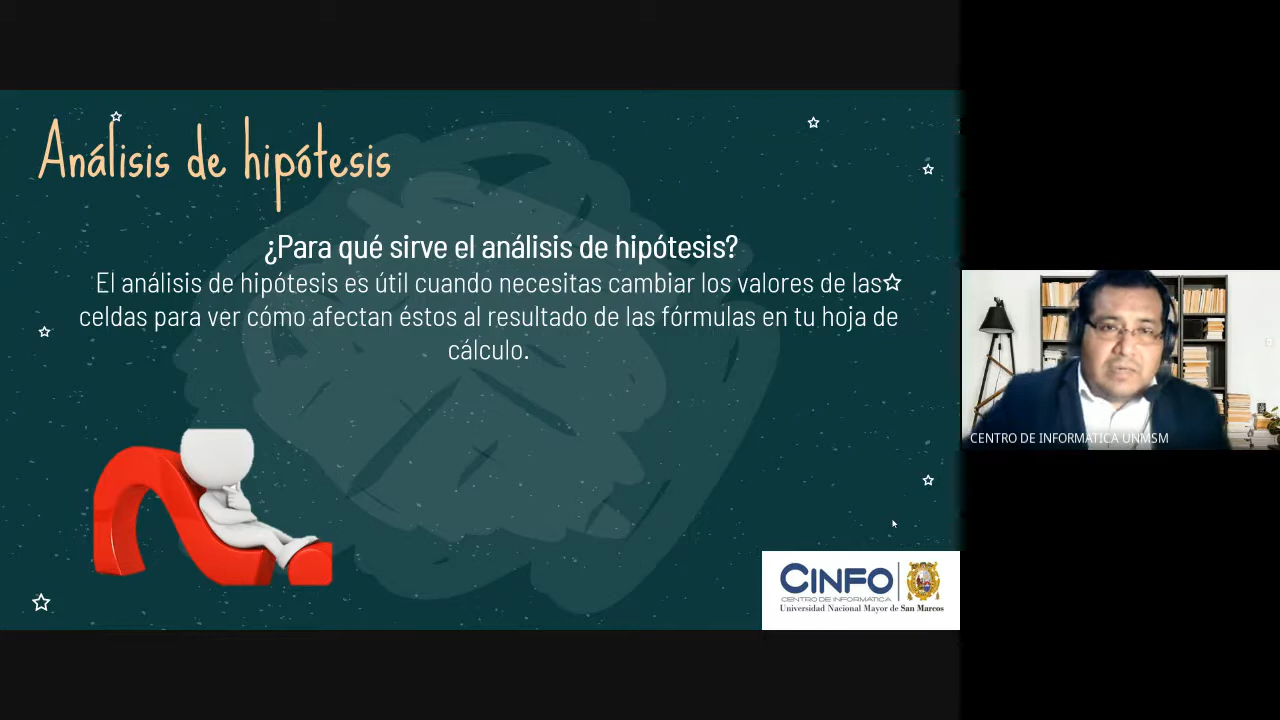 Análisis de hipótesis
¿Para qué sirve el análisis de hipótesis?
El análisis de hipótesis es útil cuando necesitas cambiar los valores de las
celdas para ver cómo afectan éstos al resultado de las fórmulas en tu hoja de
cálculo.
CENTRO DE INFORMATICA UNMSM
CINFO
CENTRO DE INFORMATICA
Universidad Nacional Mayor de San Marcos